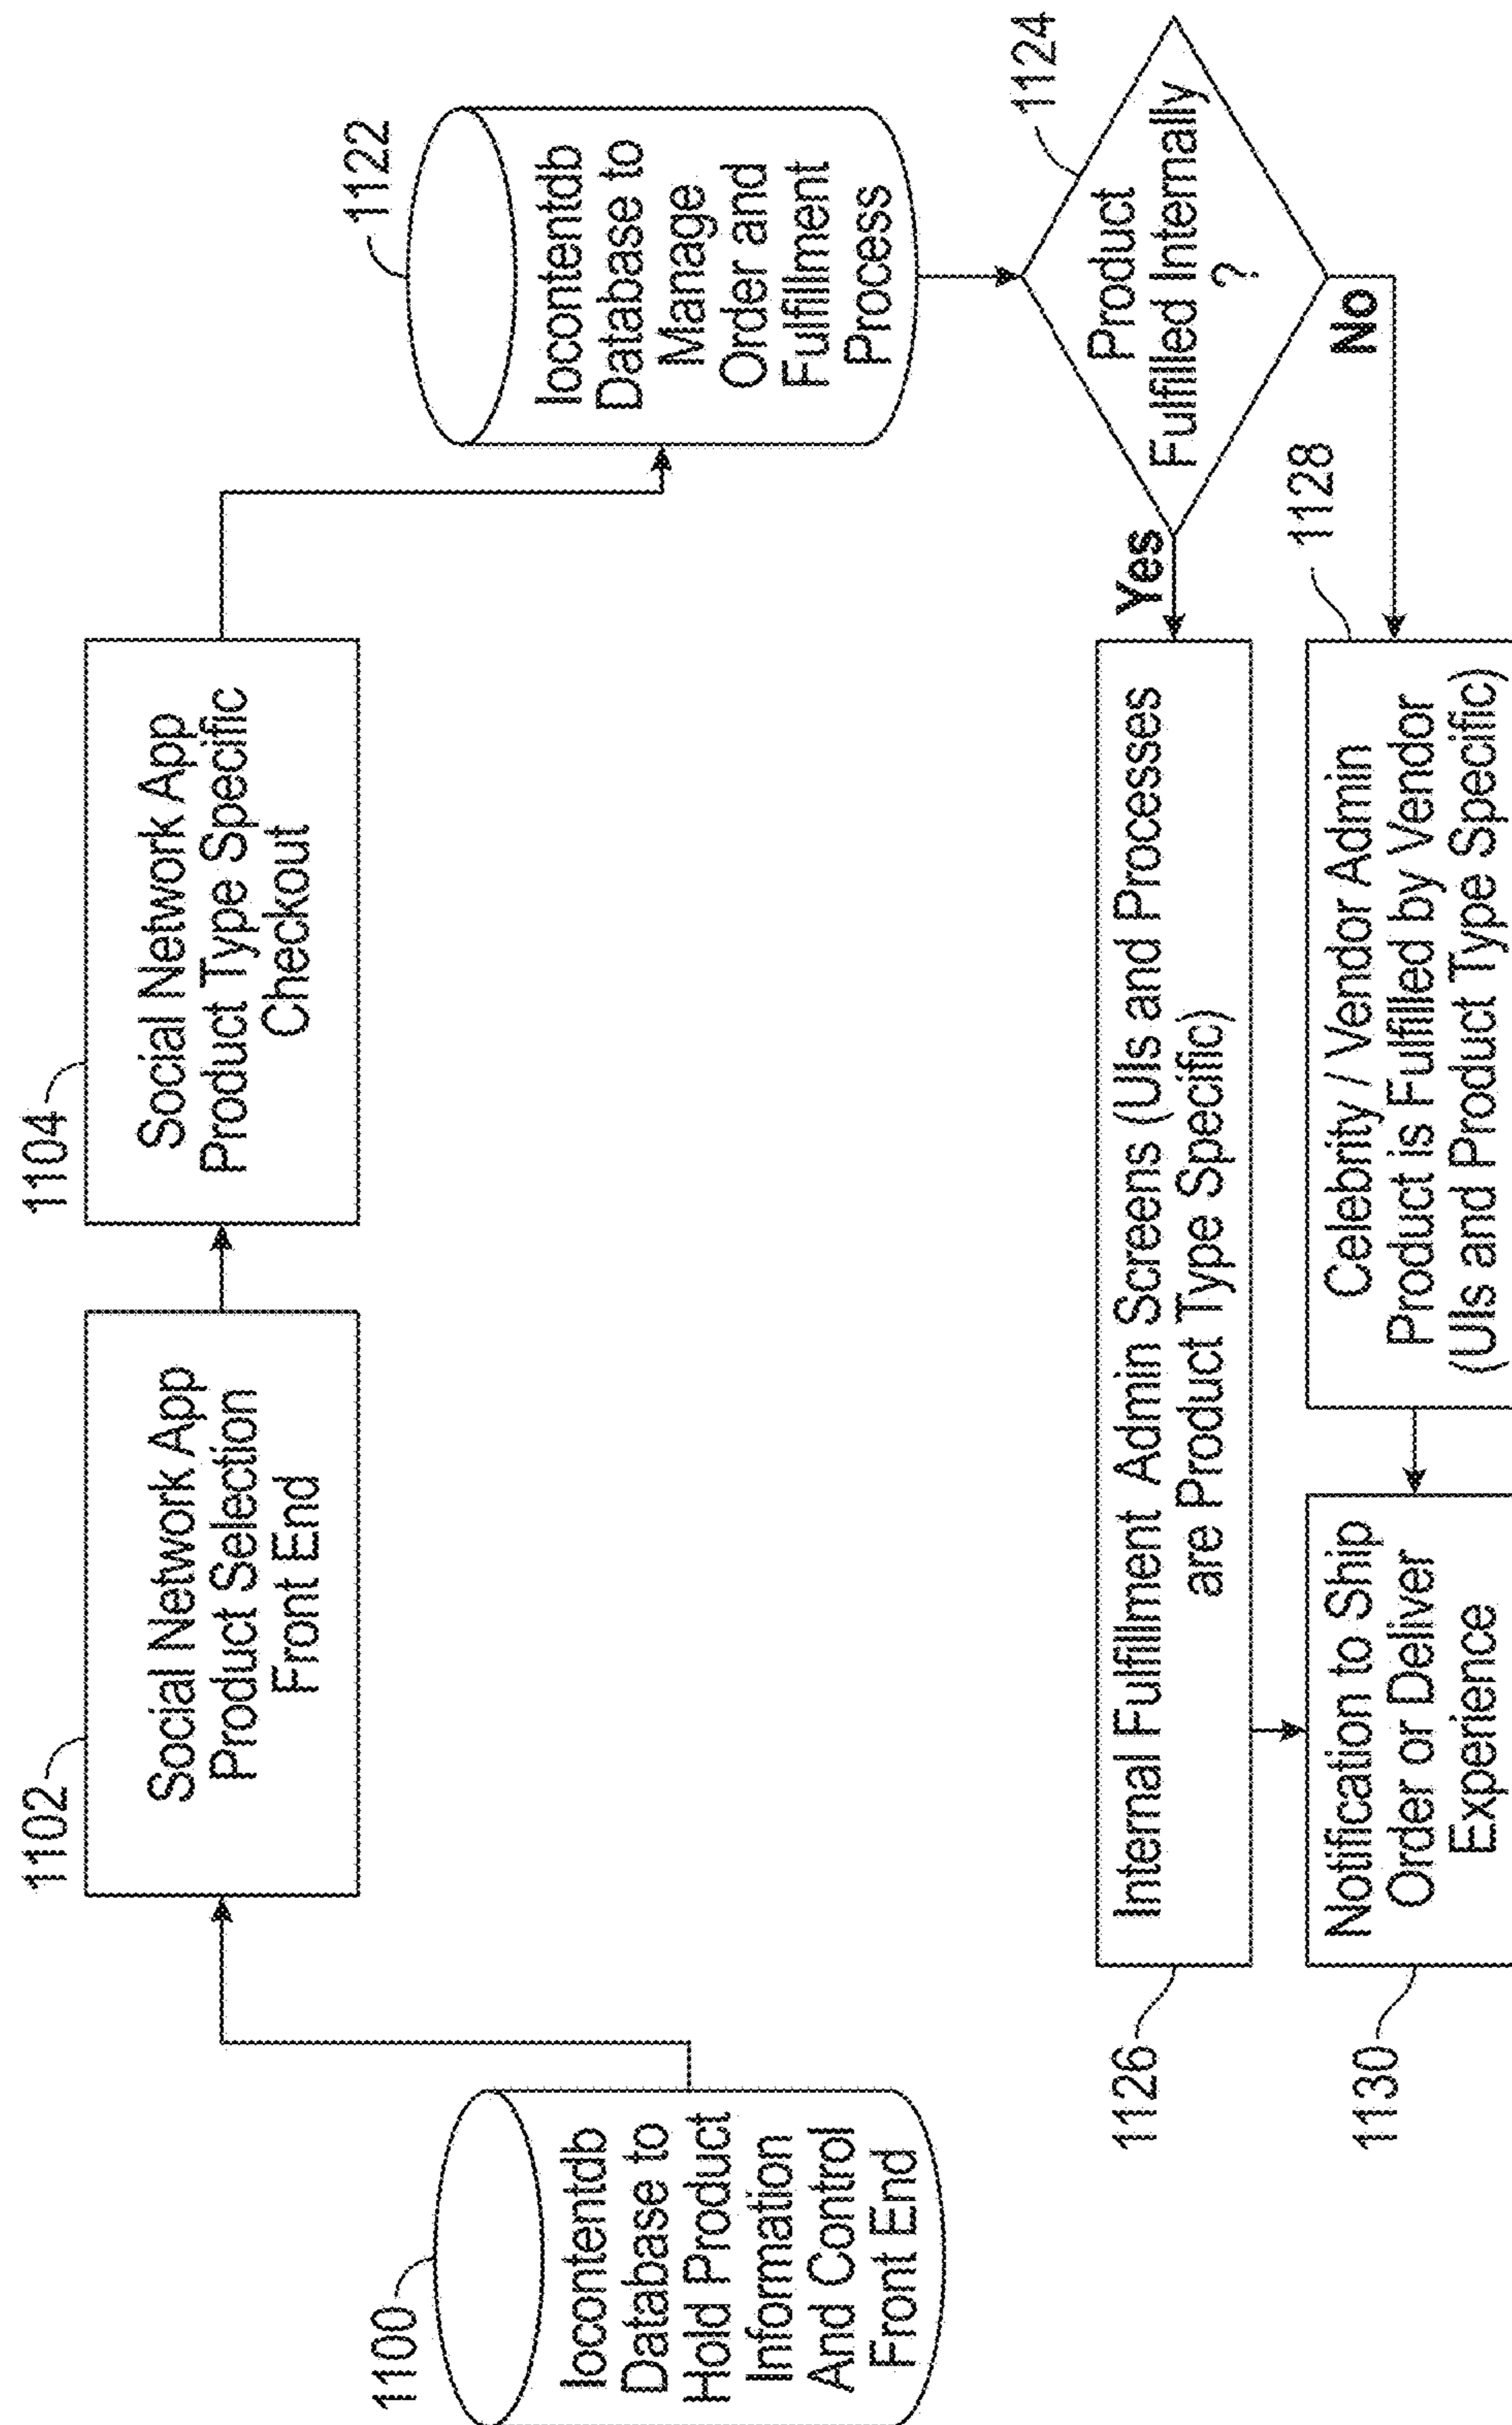 1100
Iocontentdb
Database to
Hold Product
Information
And Control
Front End
1102
Social Network App
Product Selection
Front End
1104
Social Network App
Product Type Specific
Checkout
1122
Iocontentdb
Database to
Manage
Order and
Fulfillment
Process
1124
Product
Fulfilled Internally
?
Yes
No
1126
Internal Fulfillment Admin Screens (UIs and Processes
are Product Type Specific)
1128
Celebrity / Vendor Admin
Product is Fulfilled by Vendor
(UIs and Product Type Specific)
1130
Notification to Ship
Order or Deliver
Experience